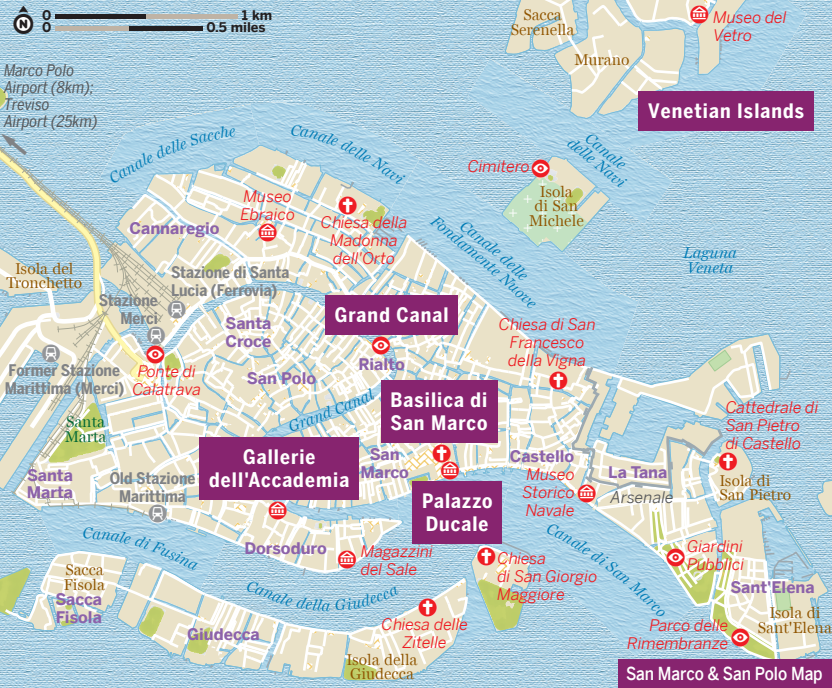 0 1 km
0 0.5 miles
N
Sacca
Serenella
Museo del
Vetro
Murano
Marco Polo
Airport (8km);
Treviso
Airport (25km)
Venetian Islands
Canale delle Sacche
Canale delle Navi
Canale
delle Navi
Cimitero
Isola
di San
Michele
Museo
Ebraico
Cannaregio
Chiesa della
Madonna
dell'Orto
Canale delle
Fondamente Nuove
Laguna
Veneta
Isola del
Tronchetto
Stazione di Santa
Lucia (Ferrovia)
Stazione
Merci
Grand Canal
Santa
Croce
Chiesa di San
Francesco
della Vigna
Former Stazione
Marittima (Merci)
Ponte di
Calatrava
San Polo
Rialto
Basilica di
San Marco
Grand Canal
Cattedrale di
San Pietro
di Castello
Santa
Marta
Gallerie
dell'Accademia
San
Marco
Castello
La Tana
Santa
Marta
Old Stazione
Marittima
Museo
Storico
Navale
Arsenale
Isola di
San Pietro
Palazzo
Ducale
Canale di Fusina
Dorsoduro
Magazzini
del Sale
Chiesa
di San Giorgio
Maggiore
Canale di San Marco
Giardini
Pubblici
Sacca
Fisola
Sacca
Fisola
Canale della Giudecca
Sant'Elena
Isola di
Sant'Elena
Giudecca
Chiesa delle
Zitelle
Parco delle
Rimembranze
Isola della
Giudecca
San Marco & San Polo Map